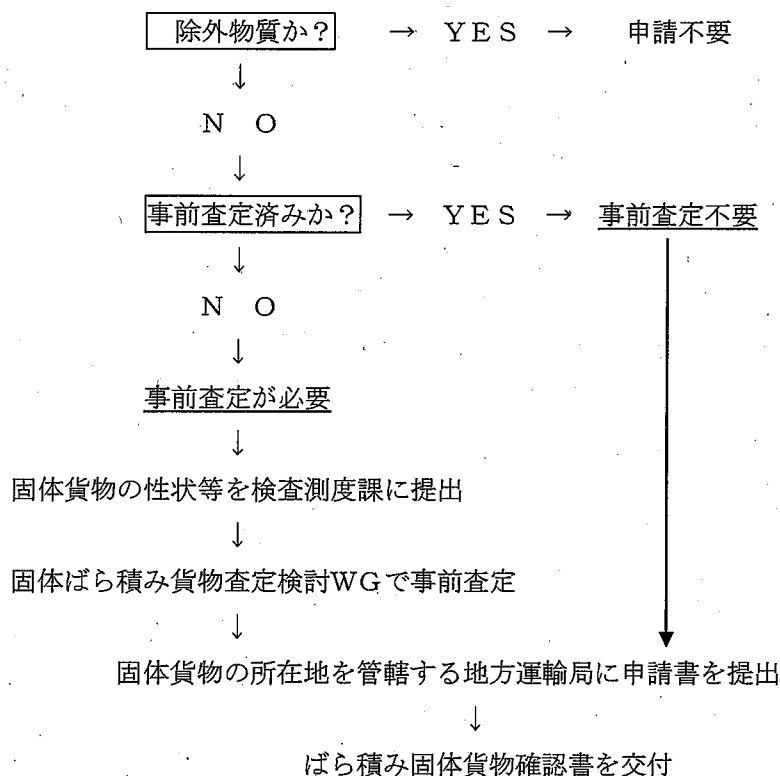 除外物質か? → YES → 申請不要
↓
NO
↓
事前査定済みか? → YES → 事前査定不要
↓
NO
↓
事前査定が必要
↓
固体貨物の性状等を検査測度課に提出
↓
固体ばら積み貨物査定検討WGで事前査定
↓
固体貨物の所在地を管轄する地方運輸局に申請書を提出
↓
ばら積み固体貨物確認書を交付